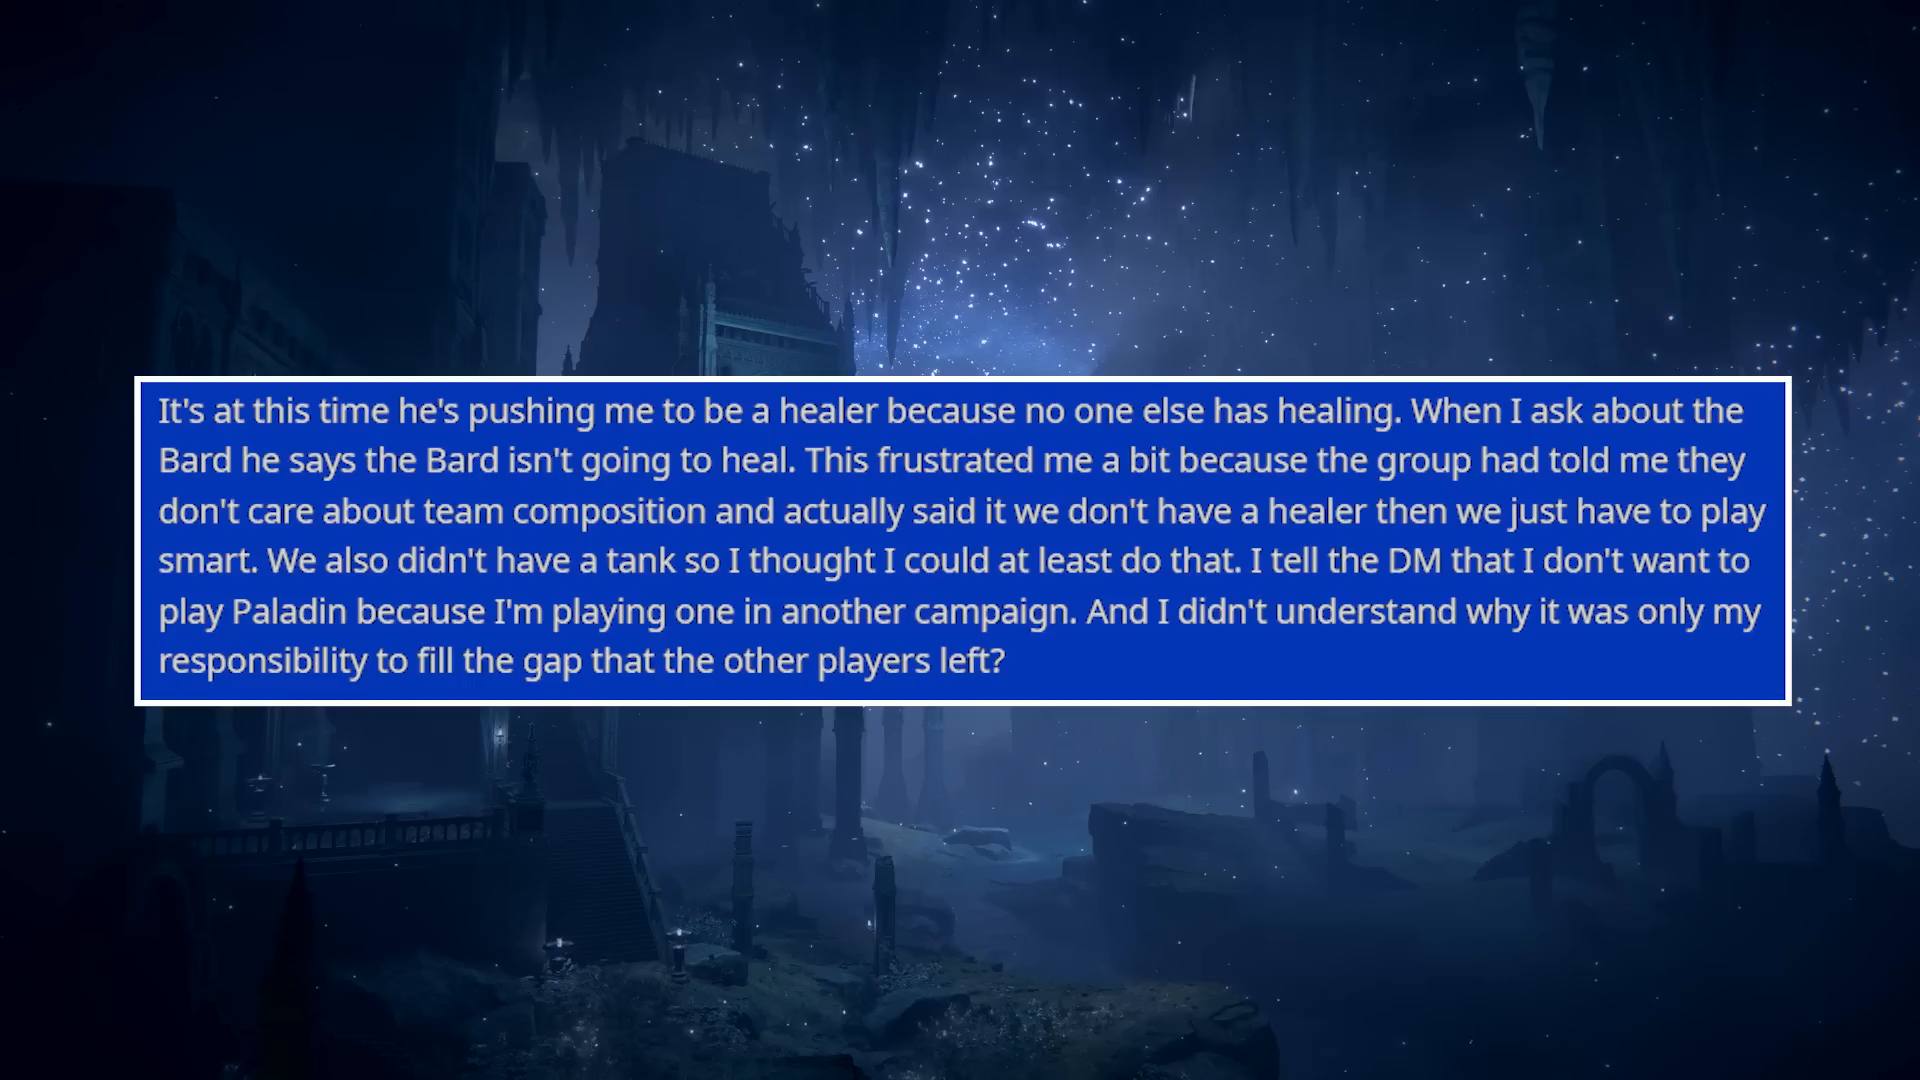 It's at this time he's pushing me to be a healer because no one else has healing. When I ask about the
Bard he says the Bard isn't going to heal. This frustrated me a bit because the group had told me they
don't care about team composition and actually said it we don't have a healer then we just have to play
smart. We also didn't have a tank so I thought I could at least do that. I tell the DM that I don't want to
play Paladin because I'm playing one in another campaign. And I didn't understand why it was only my
responsibility to fill the gap that the other players left?